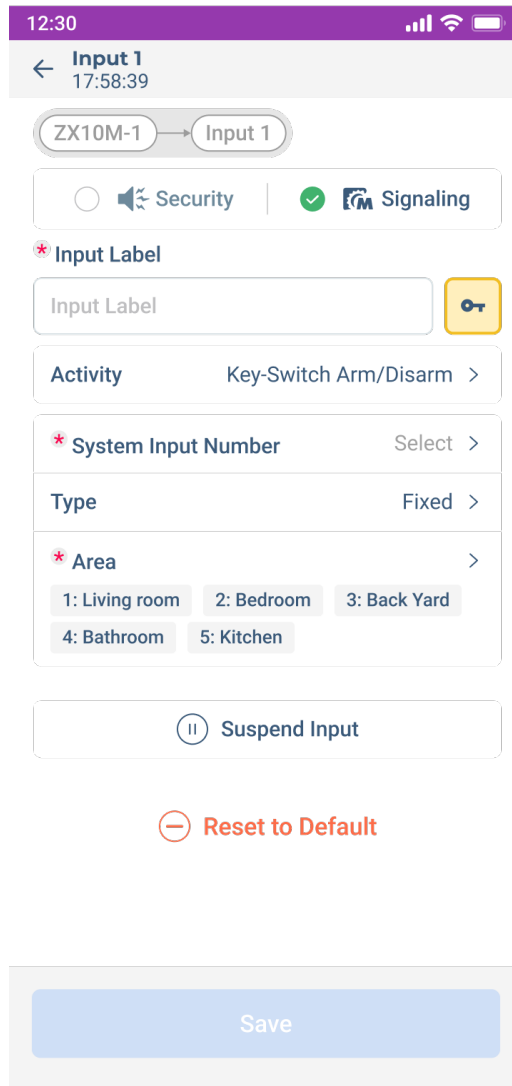 12:30
Input 1
17:58:39
ZX10M-1 Input 1
Security Signaling
* Input Label
Input Label
Activity Key-Switch Arm/Disarm
* System Input Number Select
Type Fixed
* Area
1: Living room 2: Bedroom 3: Back Yard
4: Bathroom 5: Kitchen
Suspend Input
Reset to Default
Save